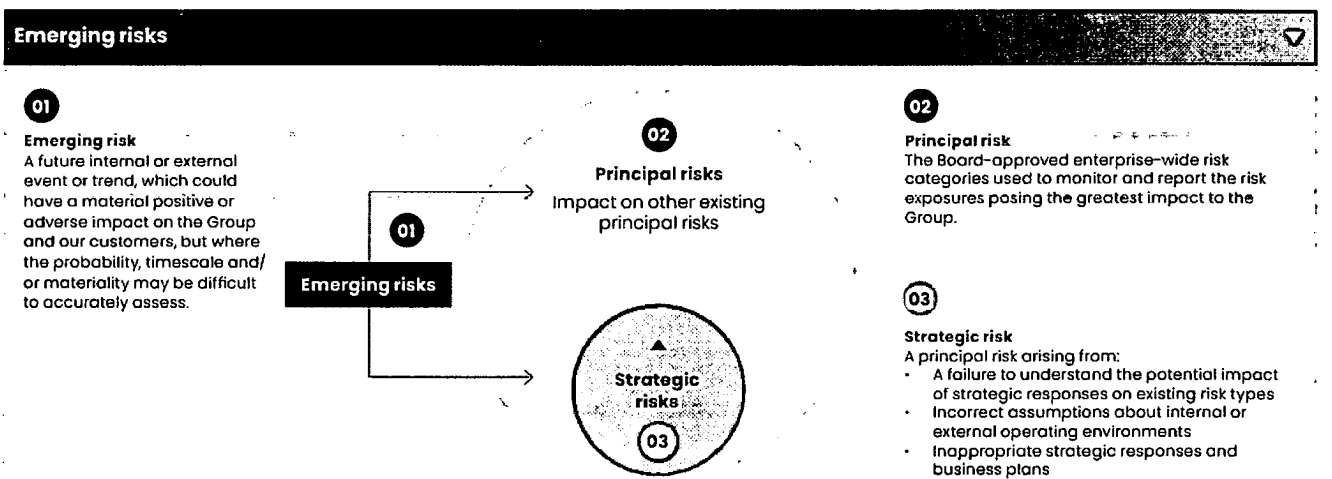 Emerging risks
01
Emerging risk
A future internal or external
event or trend, which could
have a material positive or
adverse impact on the Group
and our customers, but where
the probability, timescale and/
or materiality may be difficult
to accurately assess.
01
Emerging risks
02
Principal risks
Impact on other existing
principal risks
Strategic
risks
03
02
Principal risk
The Board-approved enterprise-wide risk
categories used to monitor and report the risk
exposures posing the greatest impact to the
Group.
03
Strategic risk
A principal risk arising from:
• A failure to understand the potential impact
of strategic responses on existing risk types
• Incorrect assumptions about internal or
external operating environments
• Inappropriate strategic responses and
business plans